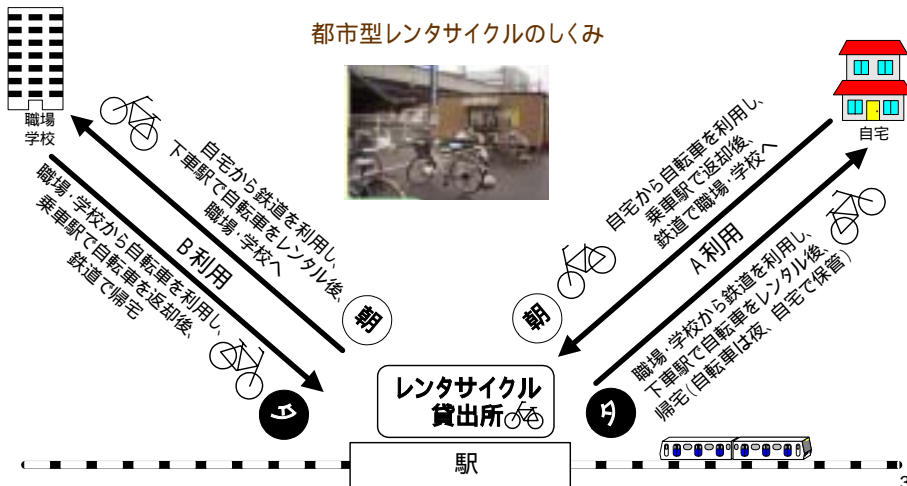 都市型レンタサイクルのしくみ
職場
学校
自宅
自宅から鉄道を利用し、
下車駅で自転車をレンタル後、
職場・学校へ
B利用
職場・学校から自転車を利用し、
乗車駅で自転車を返却後、
鉄道で帰宅
自宅から自転車を利用し、
乗車駅で返却後、
鉄道で職場・学校へ
A利用
職場・学校から鉄道を利用し、
下車駅で自転車をレンタル後、
帰宅(自転車は夜、自宅で保管)
朝
朝
夕
夕
レンタサイクル
貸出所
駅
3